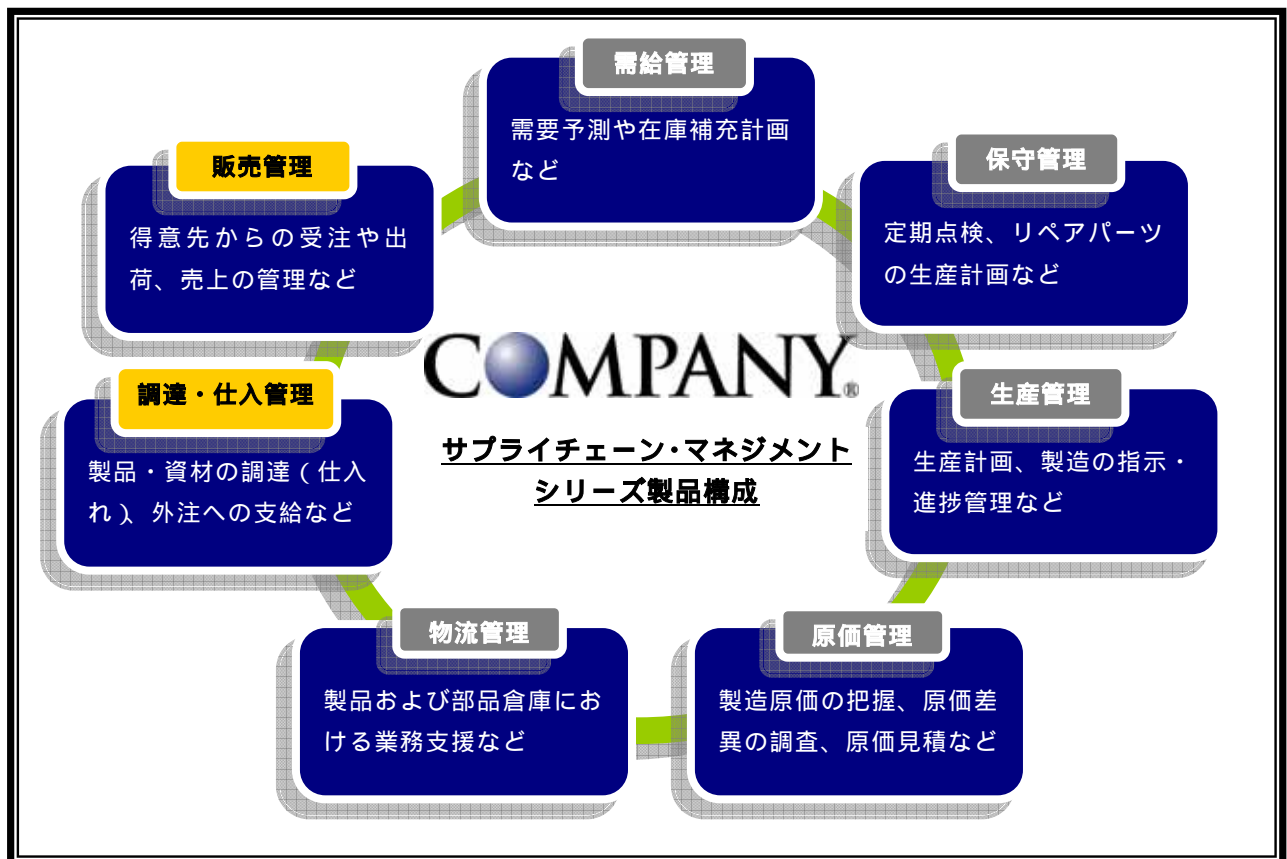 需給管理
需要予測や在庫補充計画
など
保守管理
定期点検、リペアパーツ
の生産計画など
生産管理
生産計画、製造の指示・
進捗管理など
原価管理
製造原価の把握、原価差
異の調査、原価見積など
物流管理
製品および部品倉庫にお
ける業務支援など
調達・仕入管理
製品・資材の調達（仕入
れ）、外注への支給など
販売管理
得意先からの受注や出
荷、売上の管理など
COMPANY®
サプライチェーン・マネジメント
シリーズ製品構成